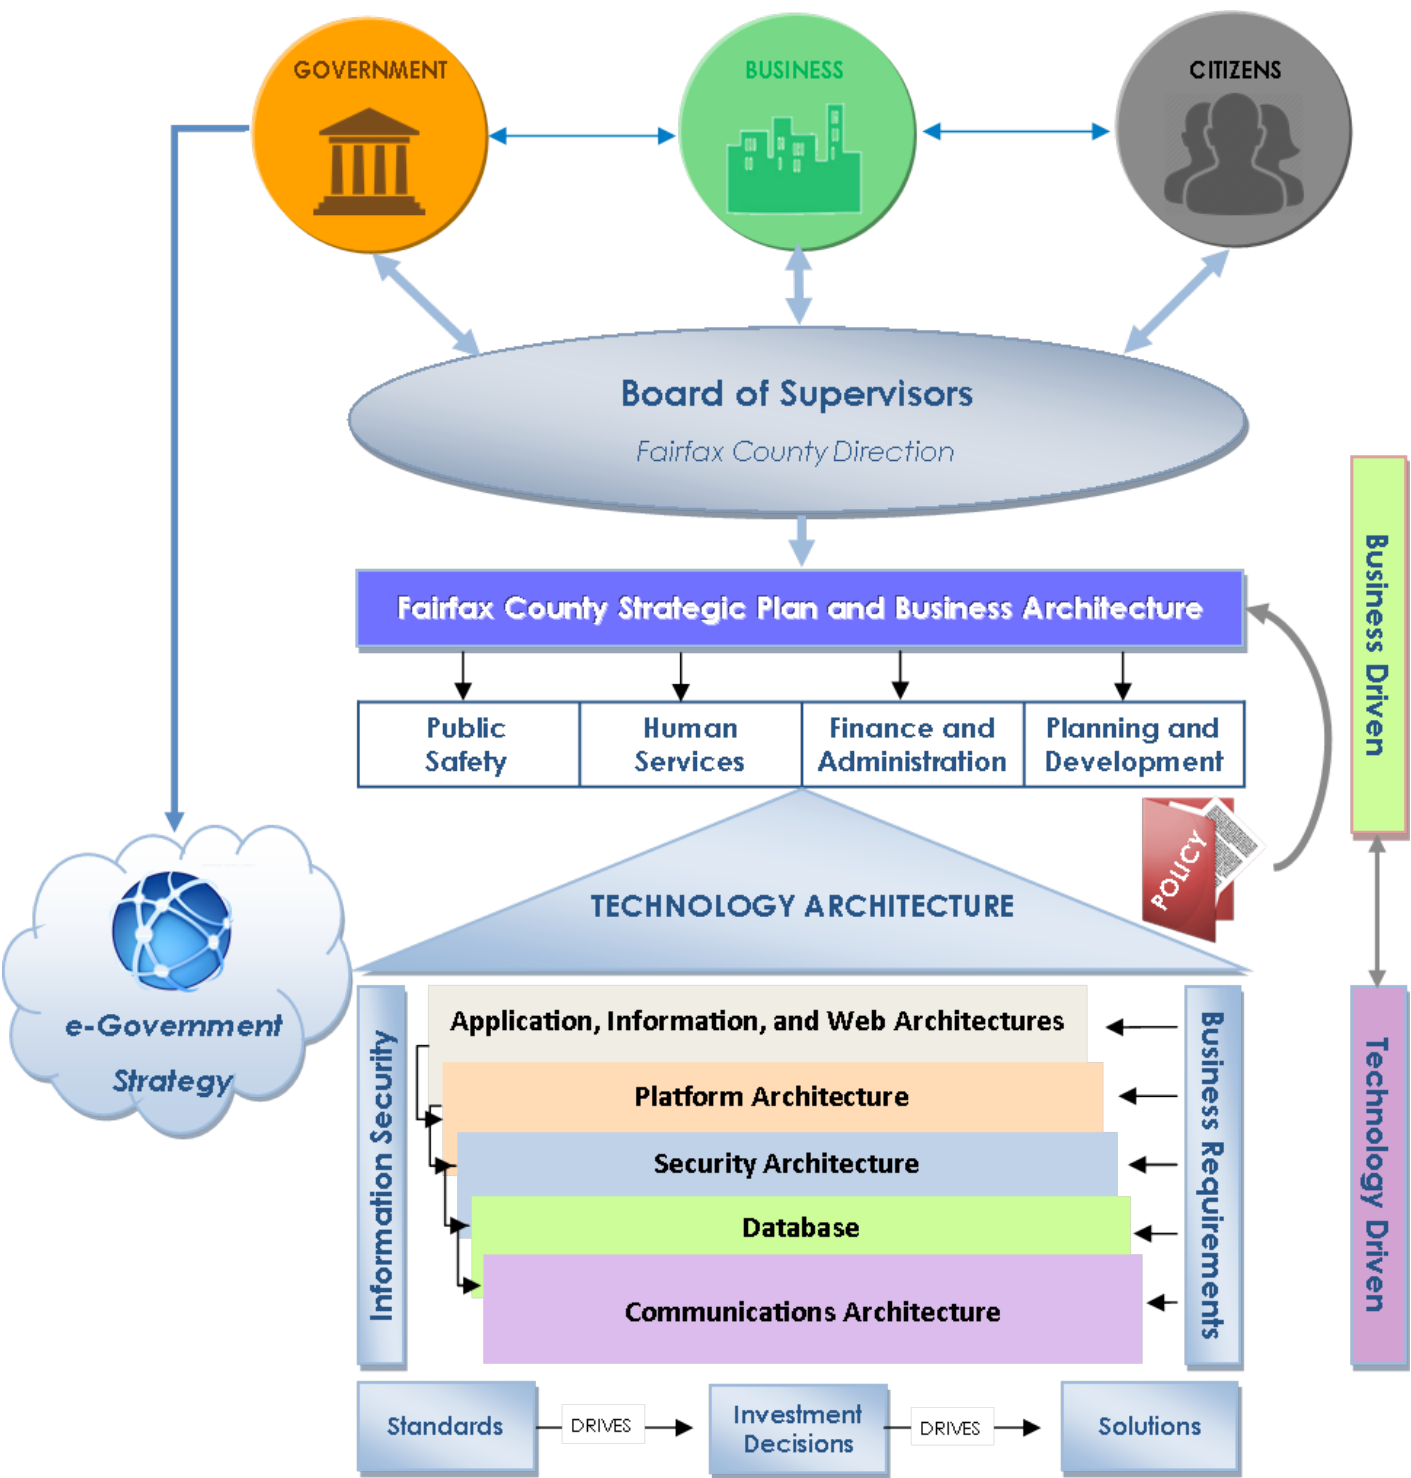 GOVERNMENT
BUSINESS
CITIZENS
Board of Supervisors
Fairfax County Direction
Fairfax County Strategic Plan and Business Architecture
Public
Safety
Human
Services
Finance and
Administration
Planning and
Development
Business Driven
POLICY
TECHNOLOGY ARCHITECTURE
e-Government
Strategy
Information Security
Application, Information, and Web Architectures
Platform Architecture
Security Architecture
Database
Communications Architecture
Business Requirements
Technology Driven
Standards
DRIVES
Investment
Decisions
DRIVES
Solutions